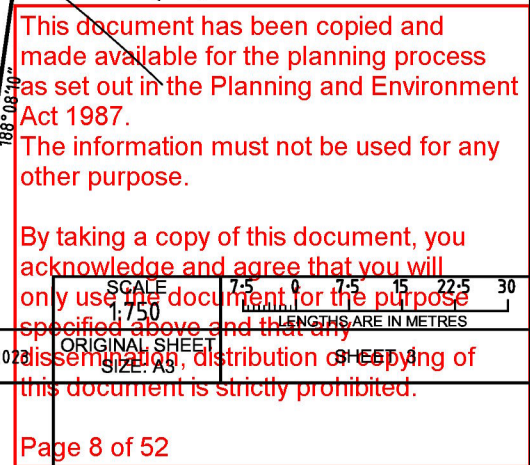 This document has been copied and
made available for the planning process
as set out in the Planning and Environment
Act 1987.
The information must not be used for any
other purpose.
By taking a copy of this document, you
acknowledge and agree that you will
only use the document for the purpose
specified above and that any
dissemination, distribution or copying of
this document is strictly prohibited.
Page 8 of 52
188°08'10"
SCALE
1:750
7·5 0 7·5 15 22·5 30
LENGTHS ARE IN METRES
023
ORIGINAL SHEET
SIZE: A3
SHEET 3